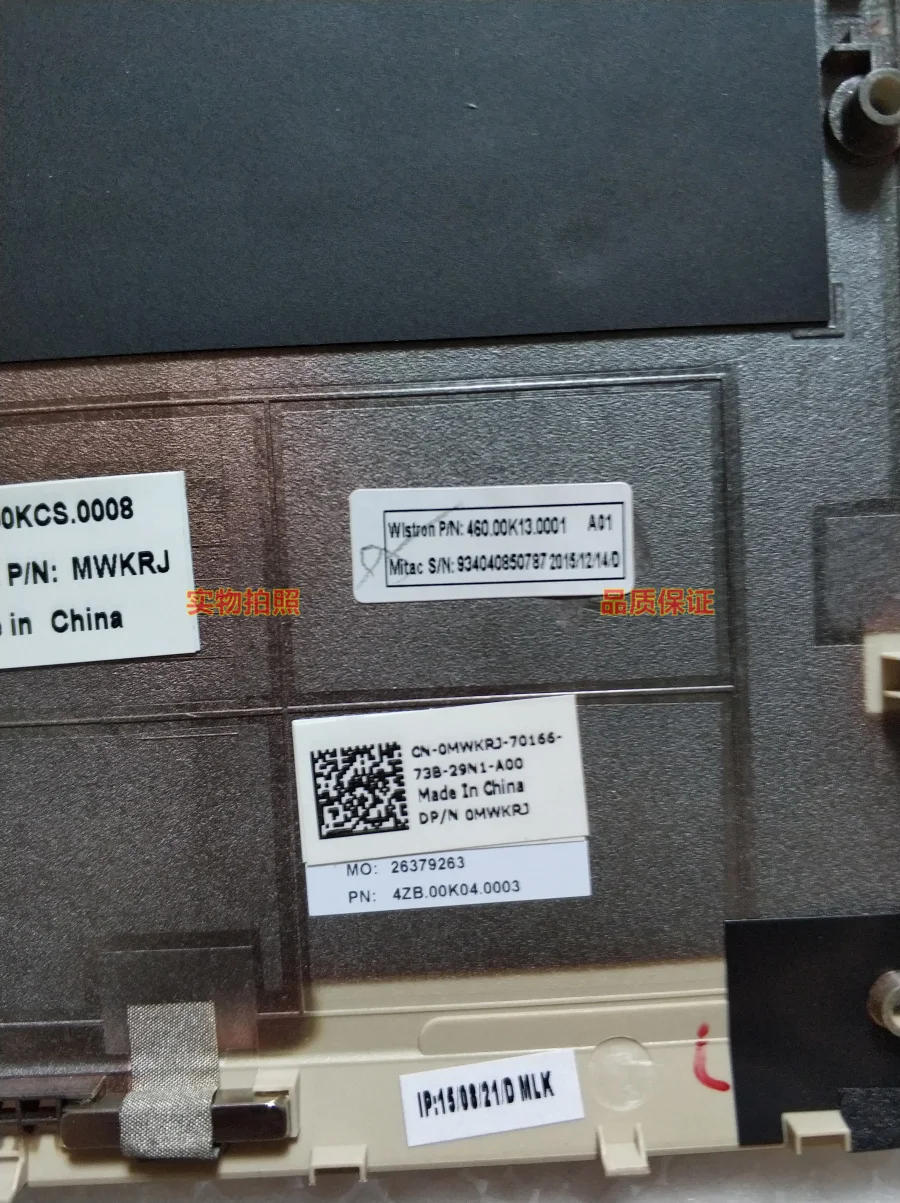 0KCS.0008
P/N: MWKRJ
in China
Wistron P/N: 460.00K13.0001 A01
Mitac S/N: 934040850787 2015/12/14/D
实物拍照
品质保证
CN-0MWKRJ-70166-
73B-29N1-A00
Made In China
DP/N 0MWKRJ
MO: 26379263
PN: 4ZB.00K04.0003
IP:15/08/21/D MLK